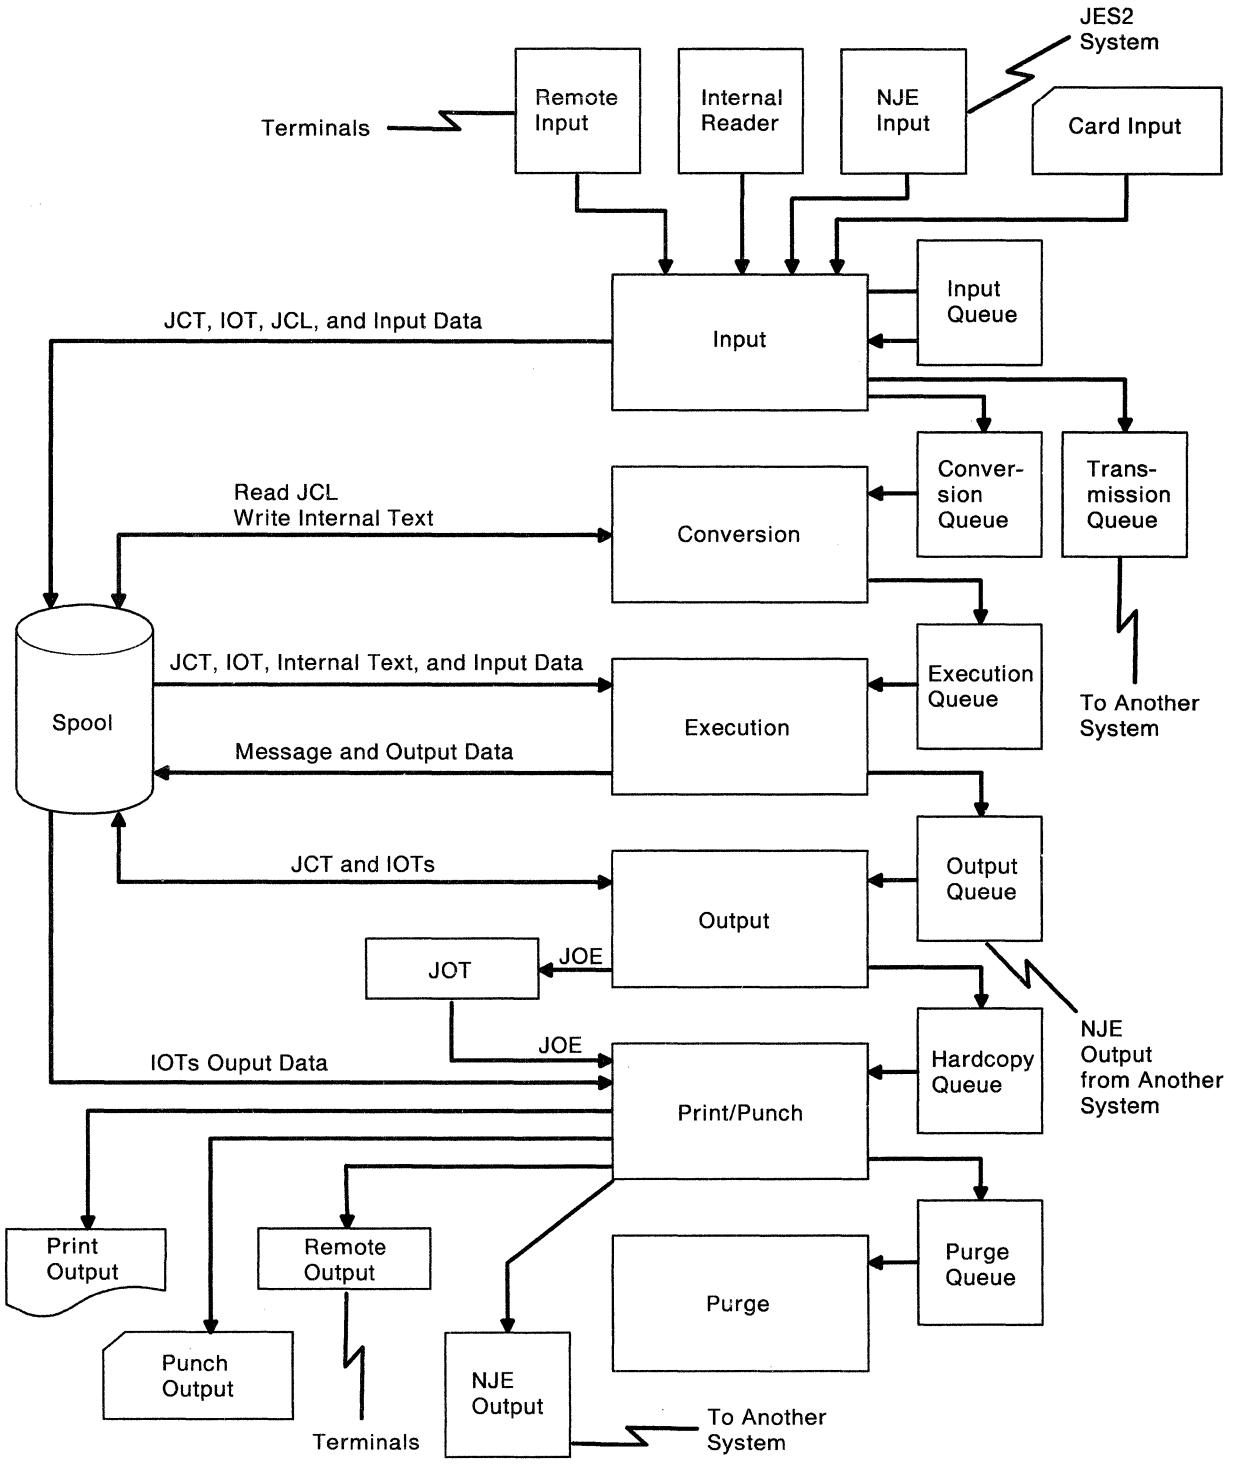 JES2
System
Remote
Input
Internal
Reader
NJE
Input
Card Input
Terminals
Input
Queue
JCT, IOT, JCL, and Input Data
Input
Conver-
sion
Queue
Trans-
mission
Queue
Read JCL
Write Internal Text
Conversion
JCT, IOT, Internal Text, and Input Data
Execution
Queue
To Another
System
Spool
Execution
Message and Output Data
Output
Queue
JCT and IOTs
Output
JOE
JOT
NJE
Output
from Another
System
JOE
Hardcopy
Queue
IOTs Ouput Data
Print/Punch
Print
Output
Remote
Output
Purge
Queue
Purge
Punch
Output
NJE
Output
Terminals
To Another
System